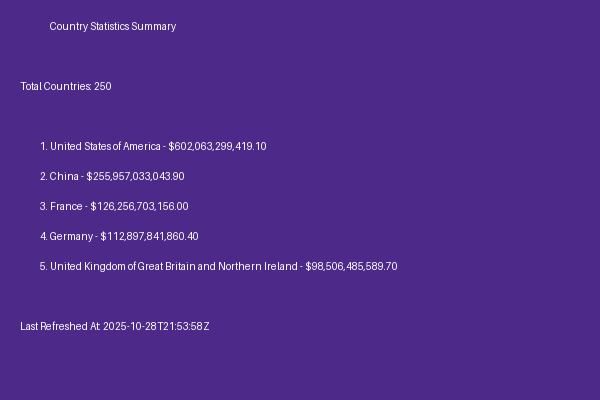 Country Statistics Summary
Total Countries: 250
1. United States of America - $602,063,299,419.10
2. China - $255,957,033,043.90
3. France - $126,256,703,156.00
4. Germany - $112,897,841,860.40
5. United Kingdom of Great Britain and Northern Ireland - $98,506,485,589.70
Last Refreshed At: 2025-10-28T21:53:58Z